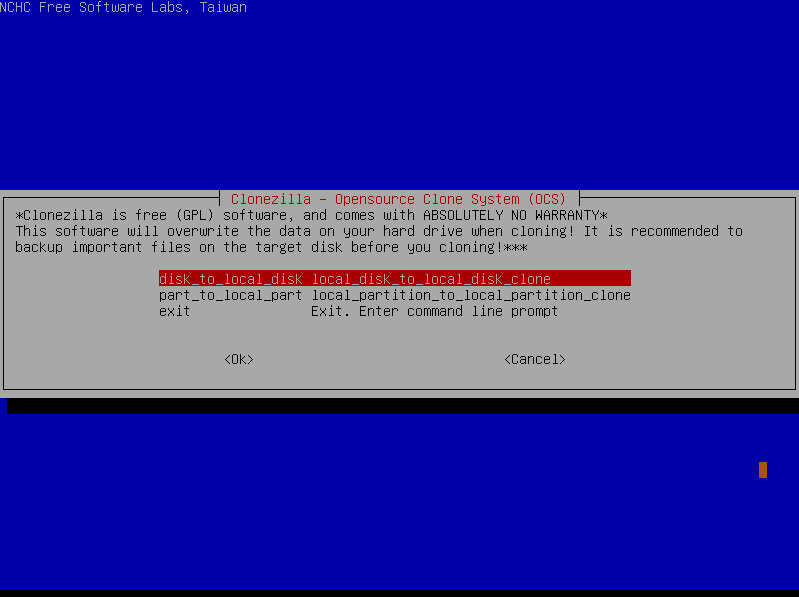 NCHC Free Software Labs, Taiwan
Clonezilla - Opensource Clone System (OCS)
*Clonezilla is free (GPL) software, and comes with ABSOLUTELY NO WARRANTY*
This software will overwrite the data on your hard drive when cloning! It is recommended to
backup important files on the target disk before you cloning!***
disk_to_local_disk local_disk_to_local_disk_clone
part_to_local_part local_partition_to_local_partition_clone
exit Exit. Enter command line prompt
<Ok> <Cancel>